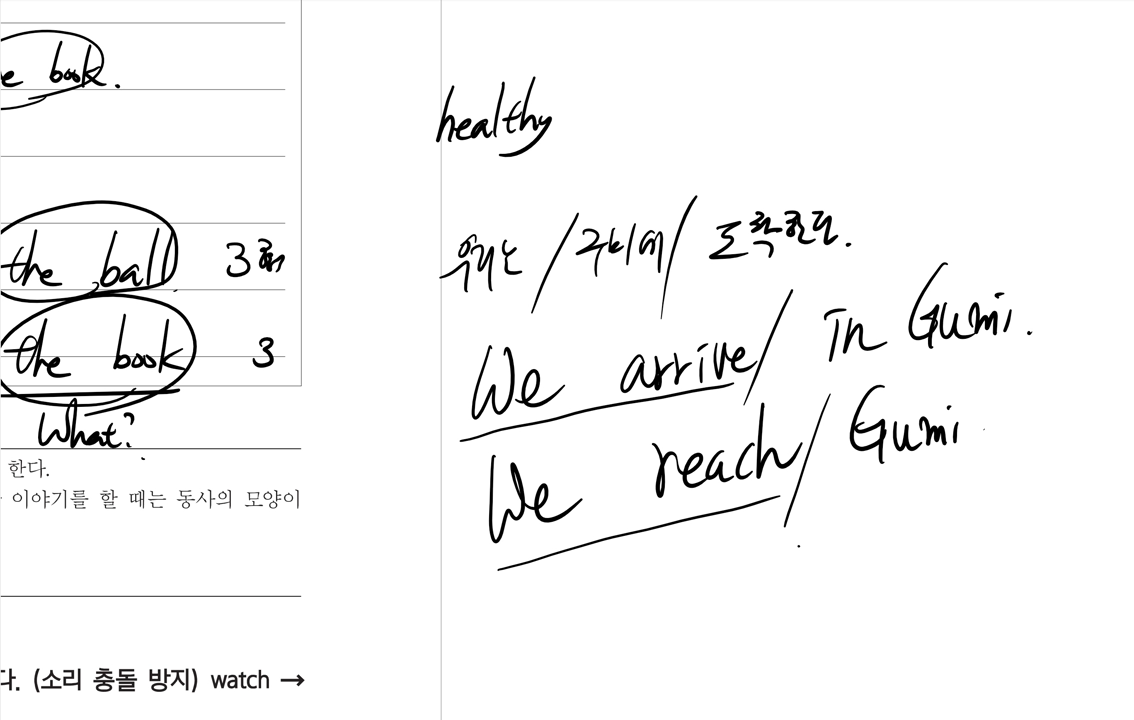 e book.
the ball 3형
the book 3
What?
한다.
이야기를 할 때는 동사의 모양이
다. (소리 충돌 방지) watch →
healthy
우리는 / 구미에 / 도착한다.
We arrive / in Gumi.
We reach / Gumi